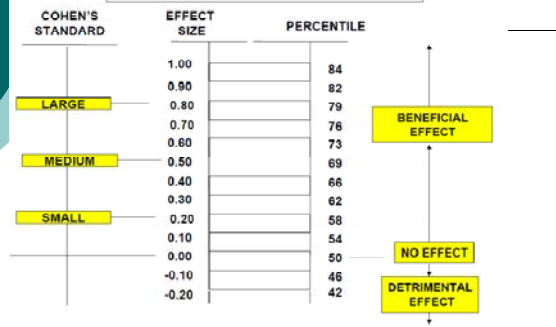 COHEN'S STANDARD
EFFECT SIZE
PERCENTILE
1.00
84
0.90
82
LARGE
0.80
79
0.70
76
BENEFICIAL EFFECT
0.60
73
MEDIUM
0.50
69
0.40
66
0.30
62
SMALL
0.20
58
0.10
54
0.00
50
NO EFFECT
-0.10
46
-0.20
42
DETRIMENTAL EFFECT